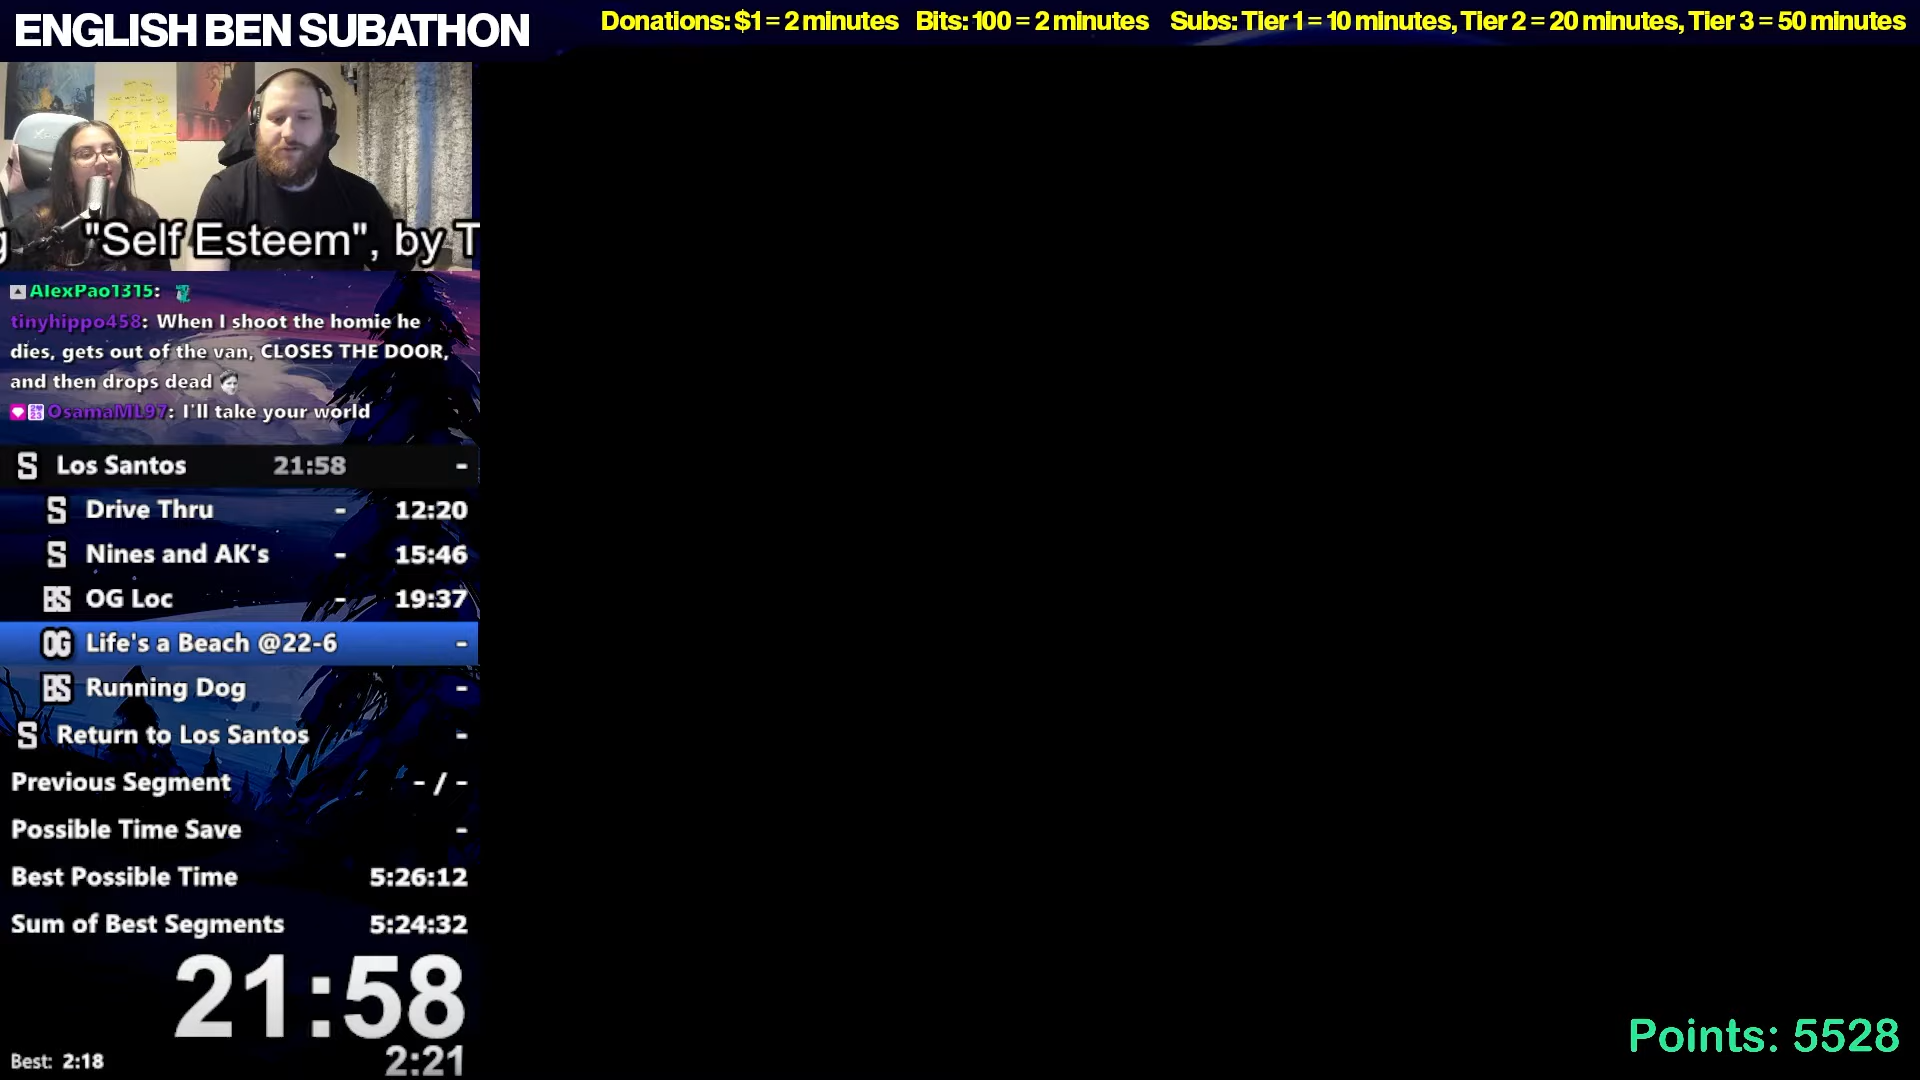 ENGLISH BEN SUBATHON
Donations: $1 = 2 minutes Bits: 100 = 2 minutes Subs: Tier 1 = 10 minutes, Tier 2 = 20 minutes, Tier 3 = 50 minutes
g "Self Esteem", by T
AlexPao1315:
tinyhippo458: When I shoot the homie he
dies, gets out of the van, CLOSES THE DOOR,
and then drops dead
OsamaML97: I'll take your world
S Los Santos 21:58 -
S Drive Thru - 12:20
S Nines and AK's - 15:46
BS OG Loc - 19:37
OG Life's a Beach @22-6 -
BS Running Dog -
S Return to Los Santos -
Previous Segment - / -
Possible Time Save -
Best Possible Time 5:26:12
Sum of Best Segments 5:24:32
21:58
Best: 2:18 2:21
Points: 5528